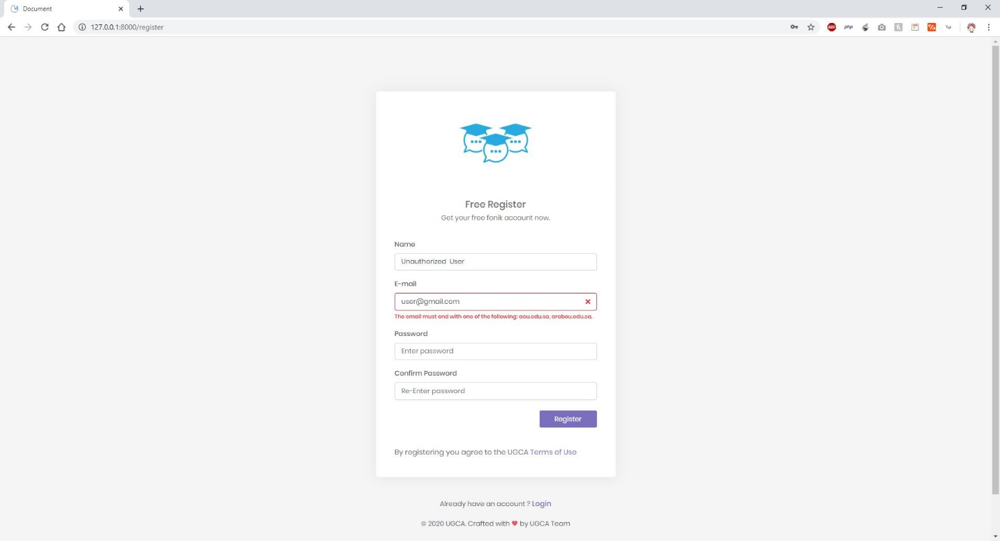 Document
127.0.0.1:8000/register
ABP
php
Free Register
Get your free fonik account now.
Name
Unauthorized  User
E-mail
user@gmail.com
The email must end with one of the following: aou.edu.sa, arabou.edu.sa.
Password
Enter password
Confirm Password
Re-Enter password
Register
By registering you agree to the UGCA Terms of Use
Already have an account ? Login
© 2020 UGCA. Crafted with ❤ by UGCA Team